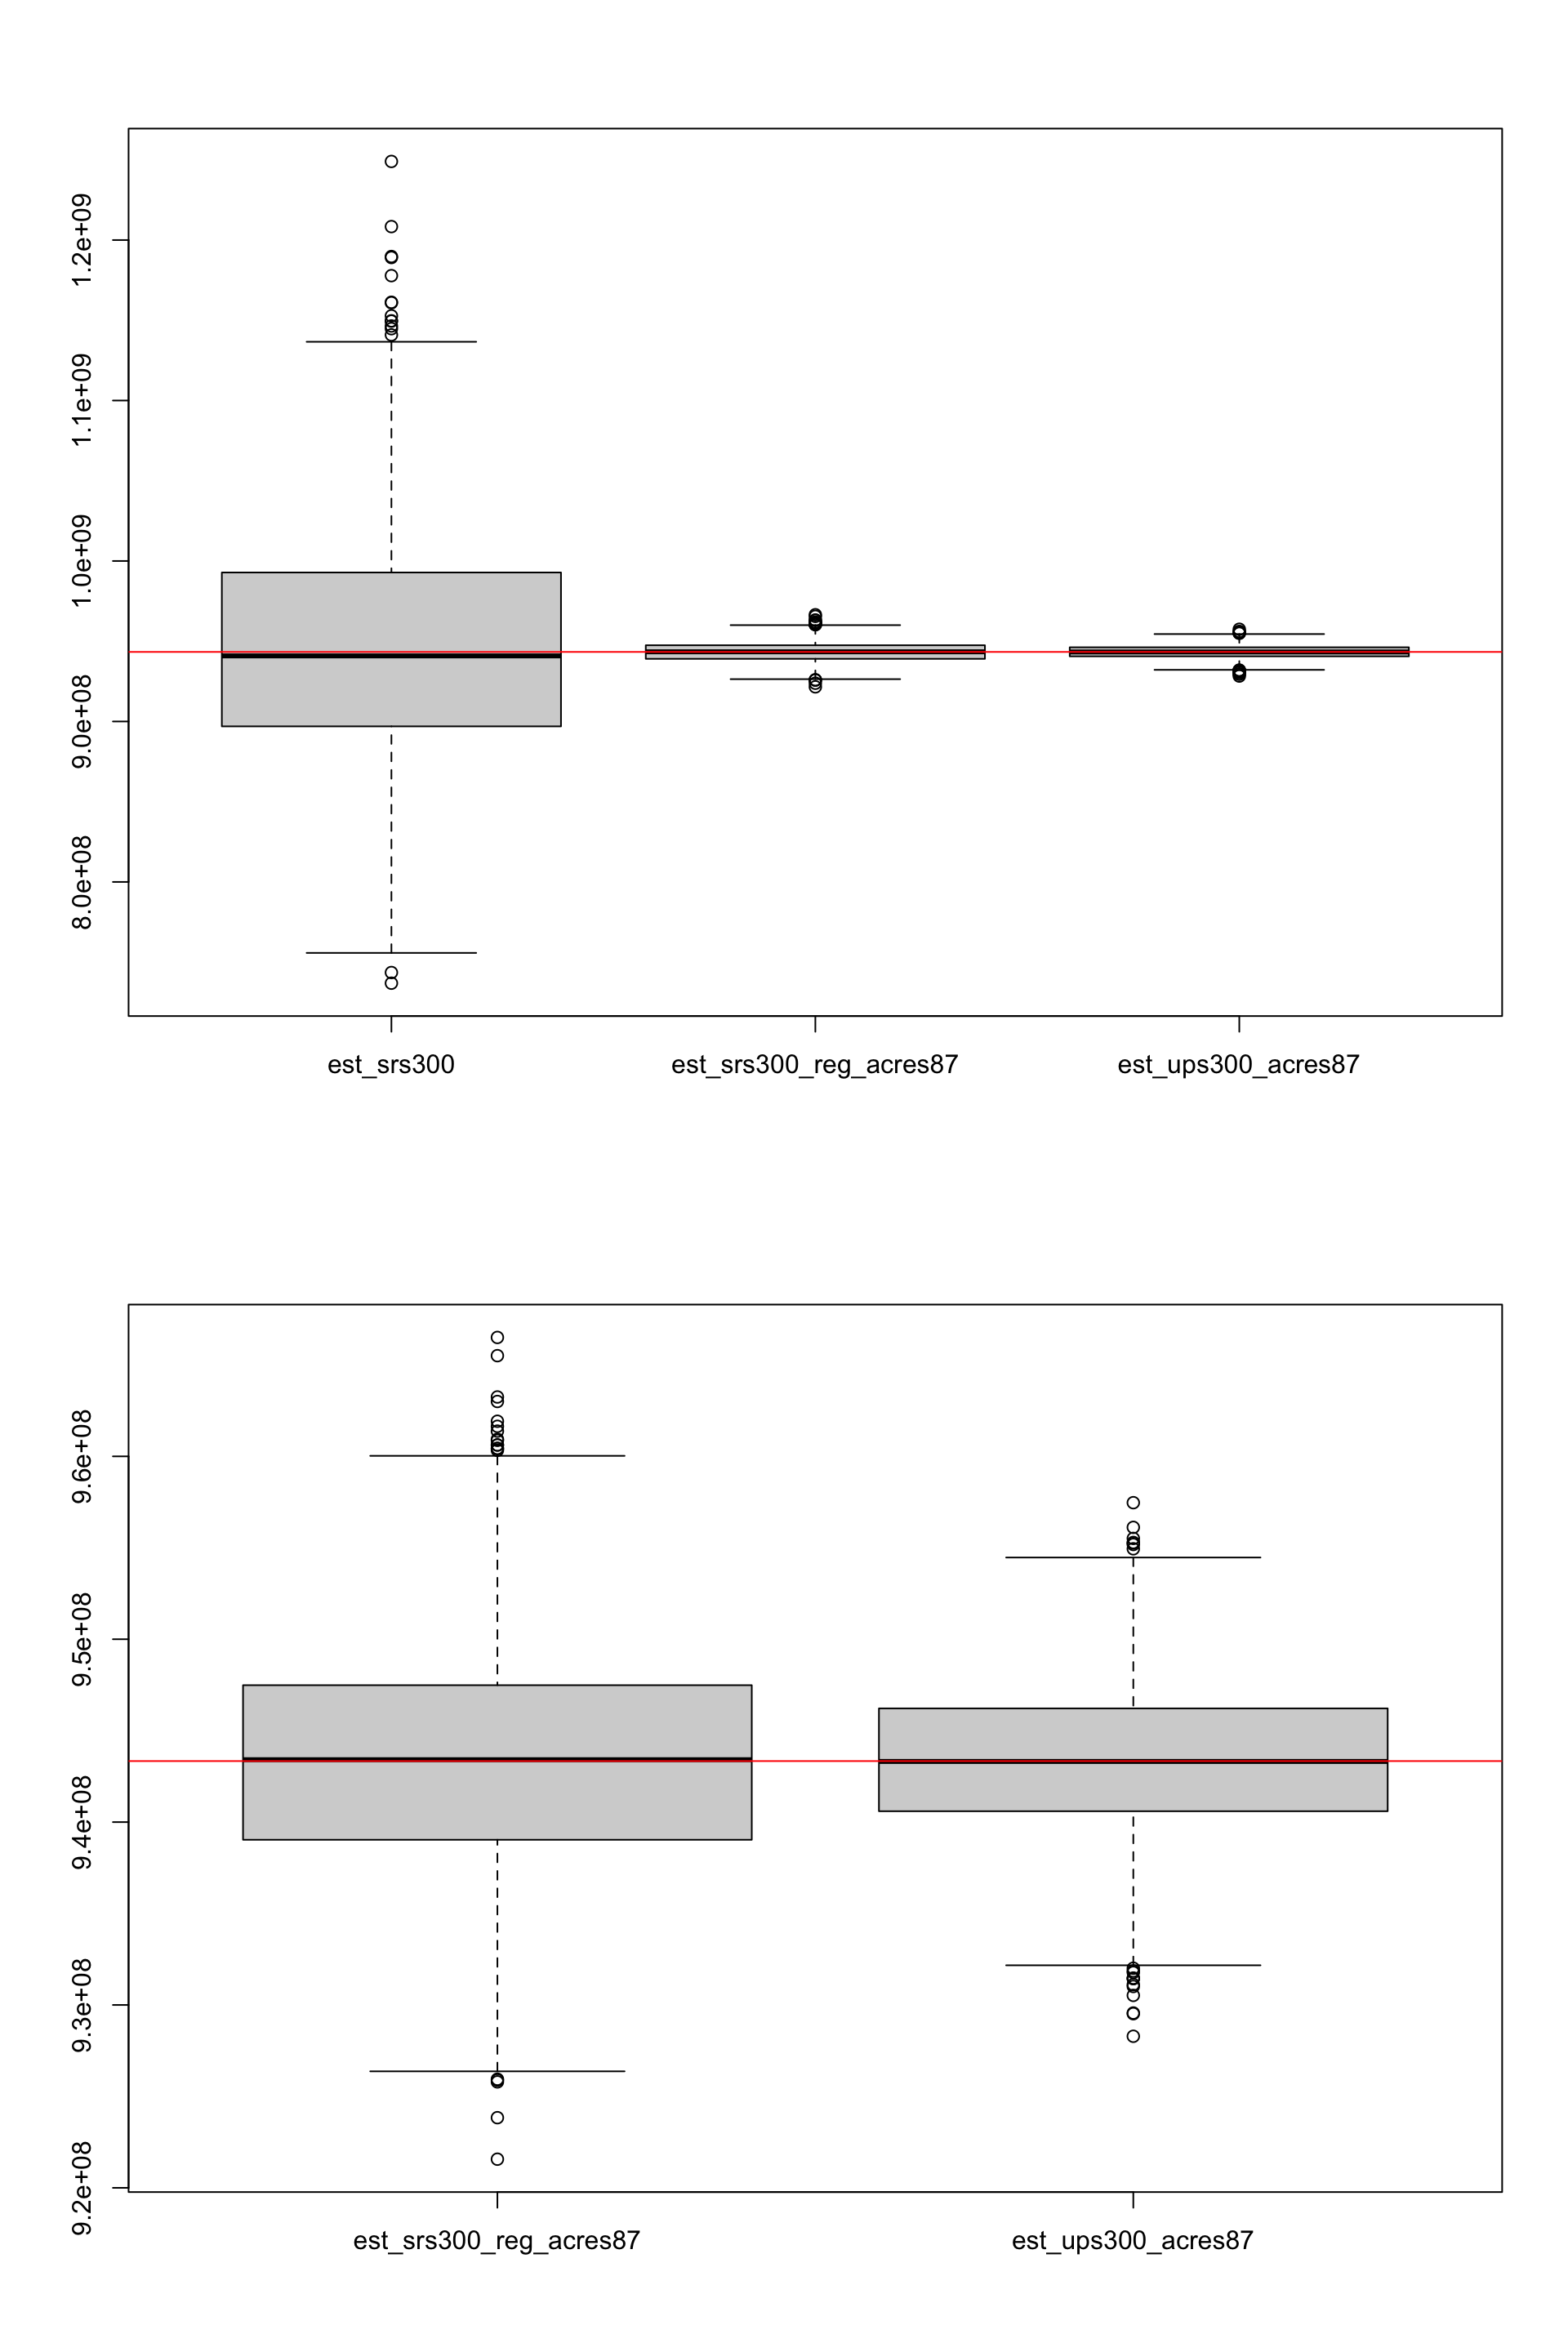 1.2e+09
1.1e+09
1.0e+09
9.0e+08
8.0e+08
est_srs300 est_srs300_reg_acres87 est_ups300_acres87
9.6e+08
9.5e+08
9.4e+08
9.3e+08
9.2e+08
est_srs300_reg_acres87 est_ups300_acres87